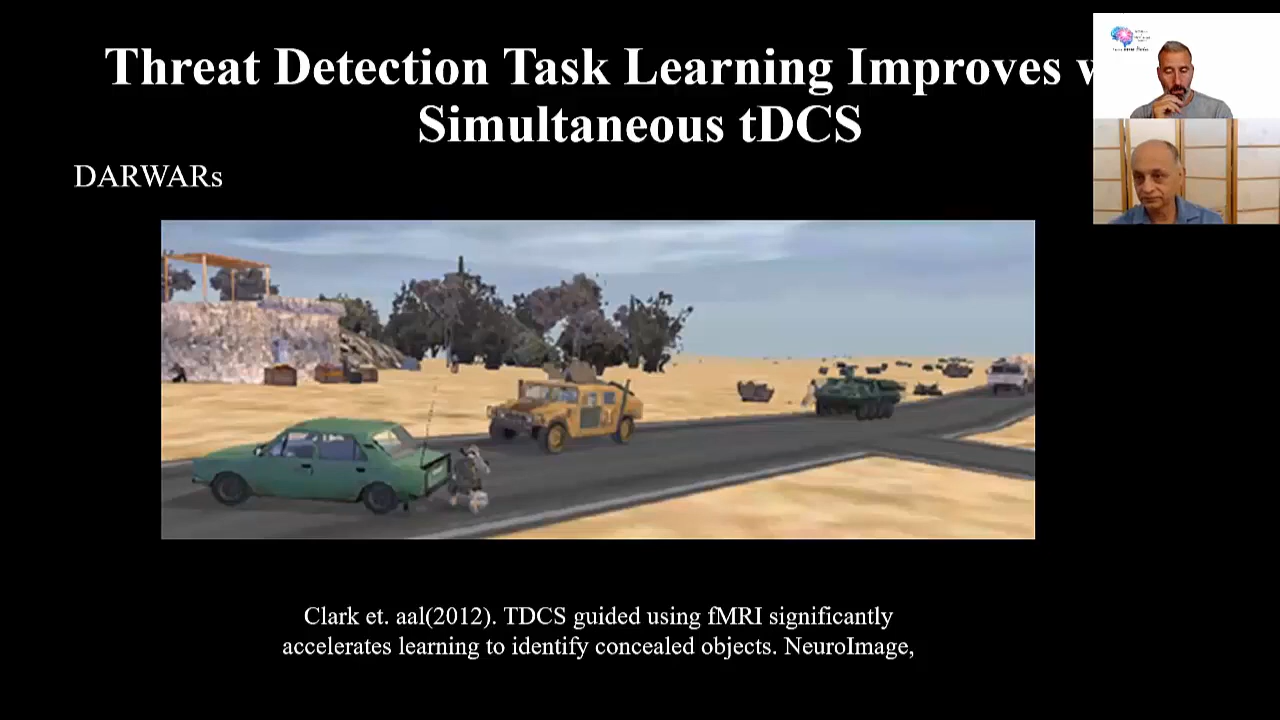 Threat Detection Task Learning Improves
Simultaneous tDCS
DARWARs
Clark et. aal(2012). TDCS guided using fMRI significantly
accelerates learning to identify concealed objects. NeuroImage,